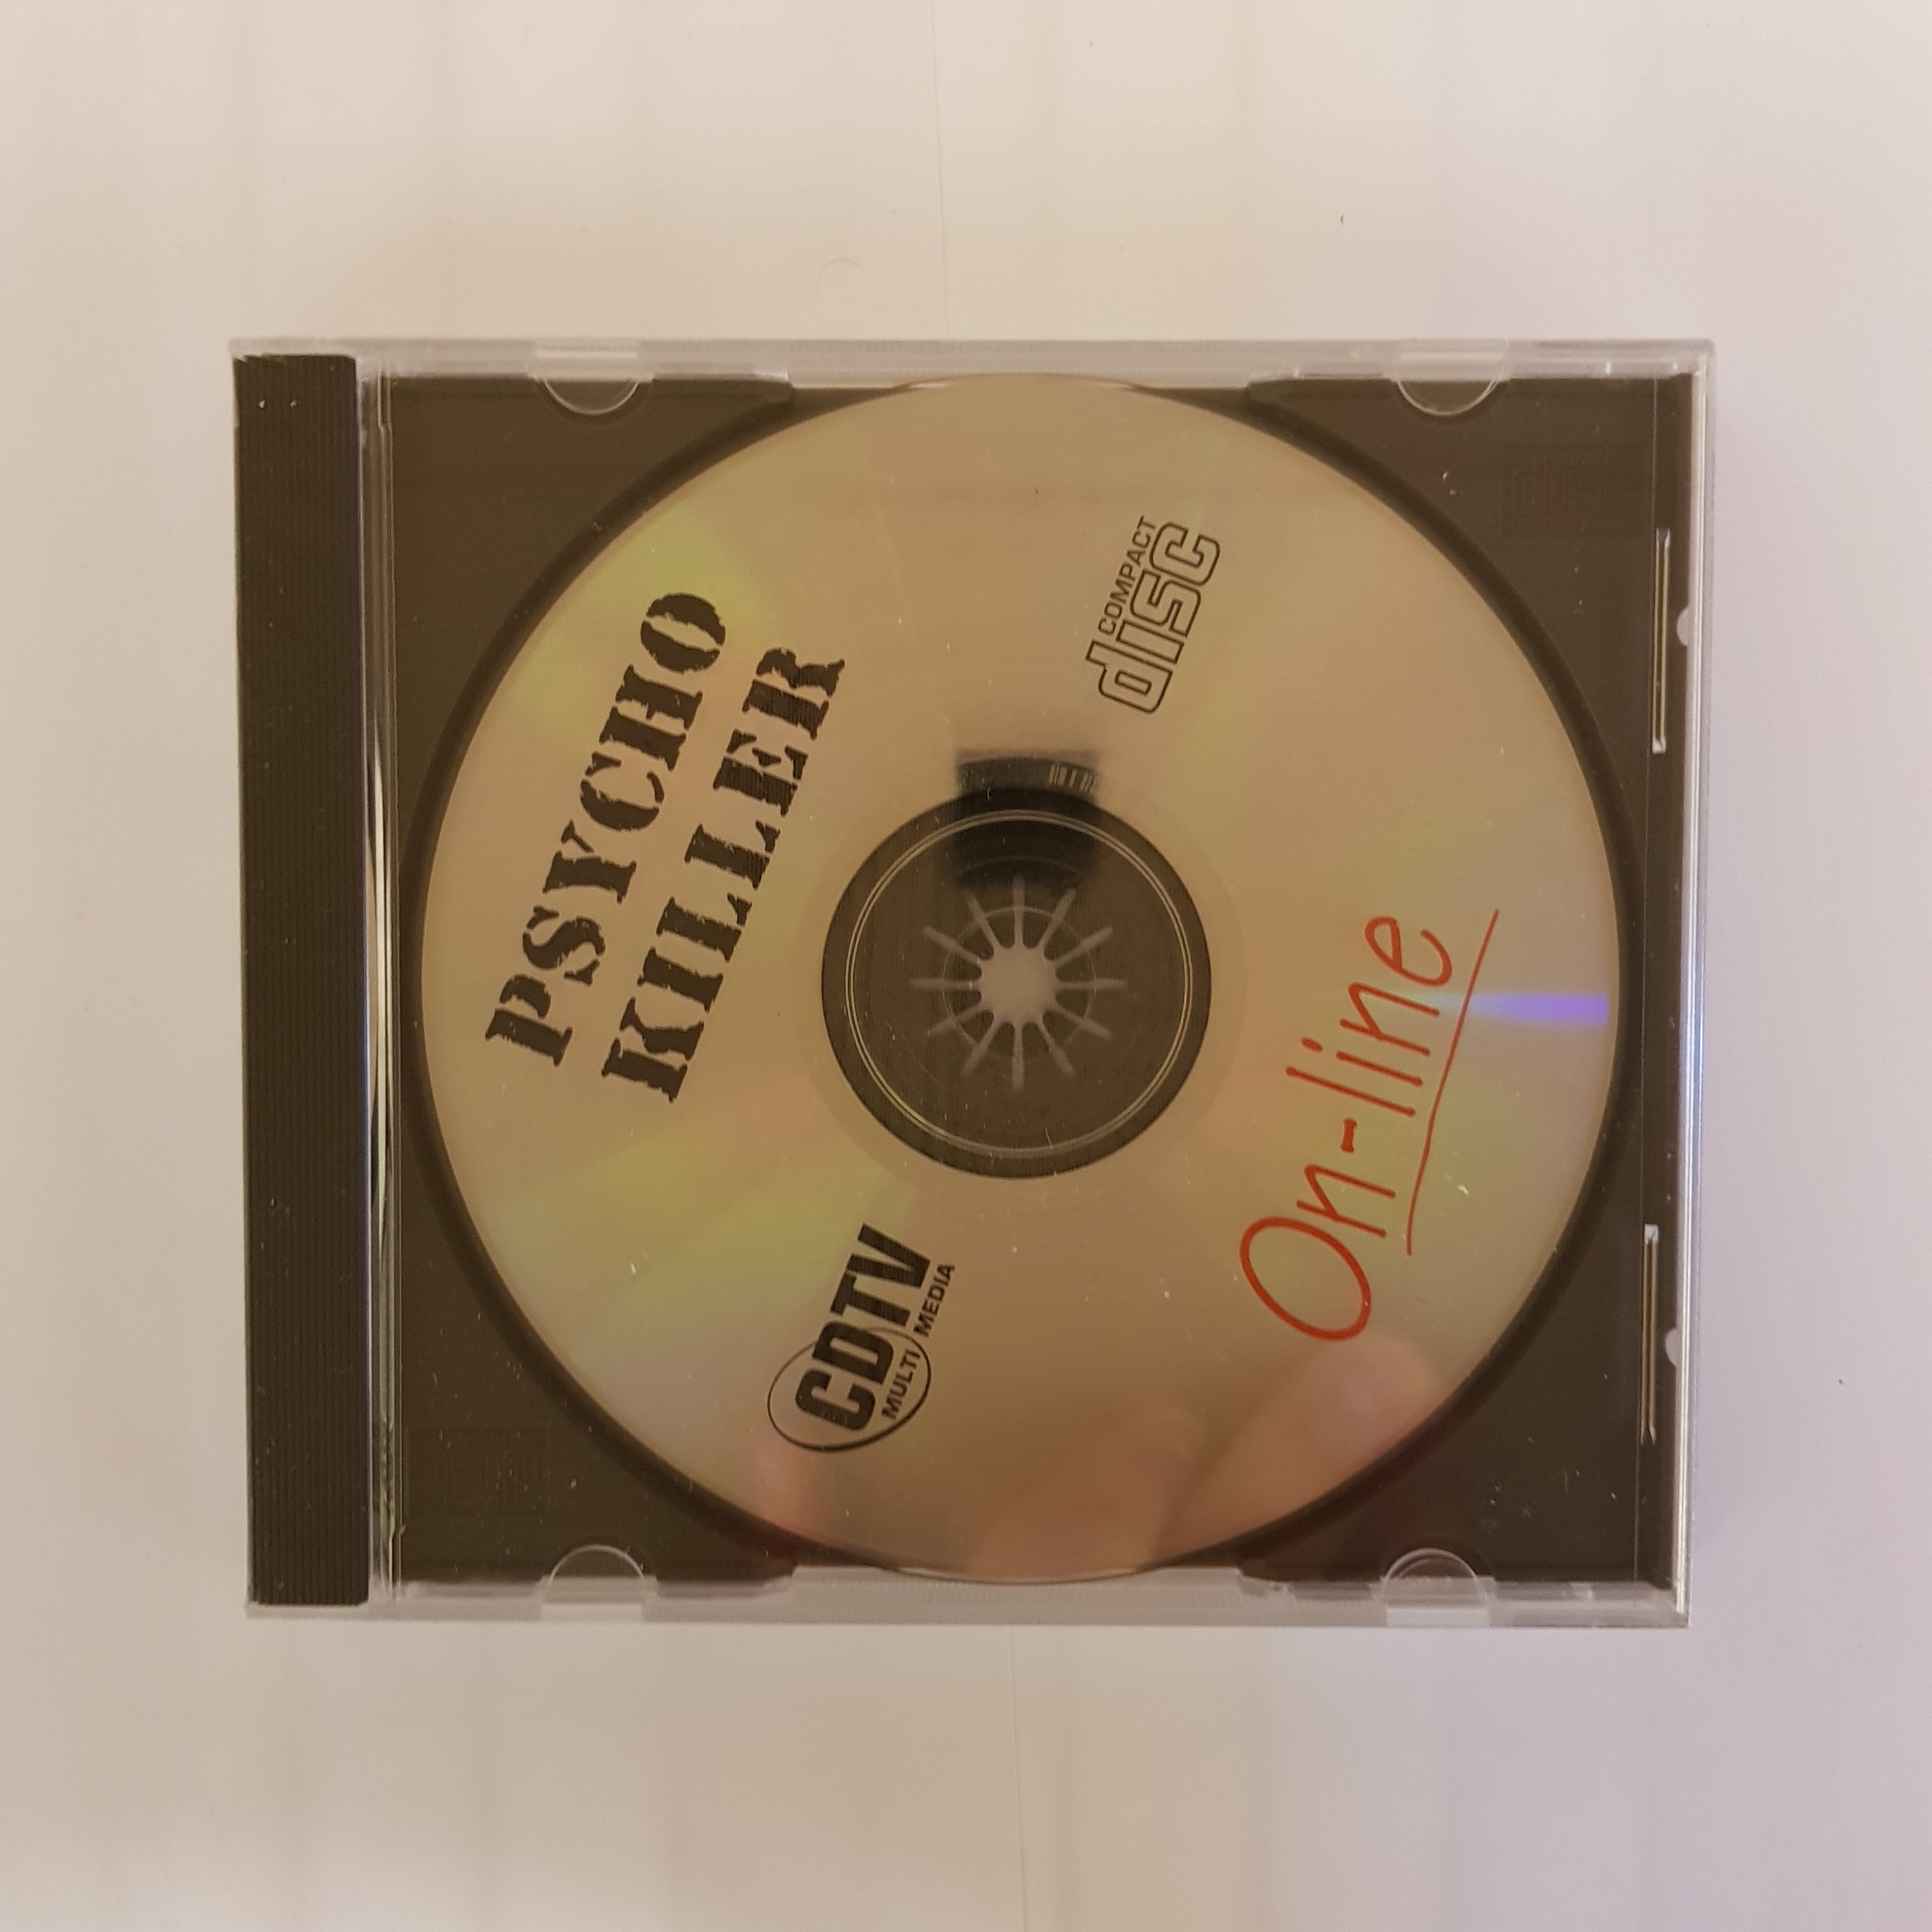 PSYCHO
KILLER
COMPACT
disc
CDTV
MULTI MEDIA
On-line